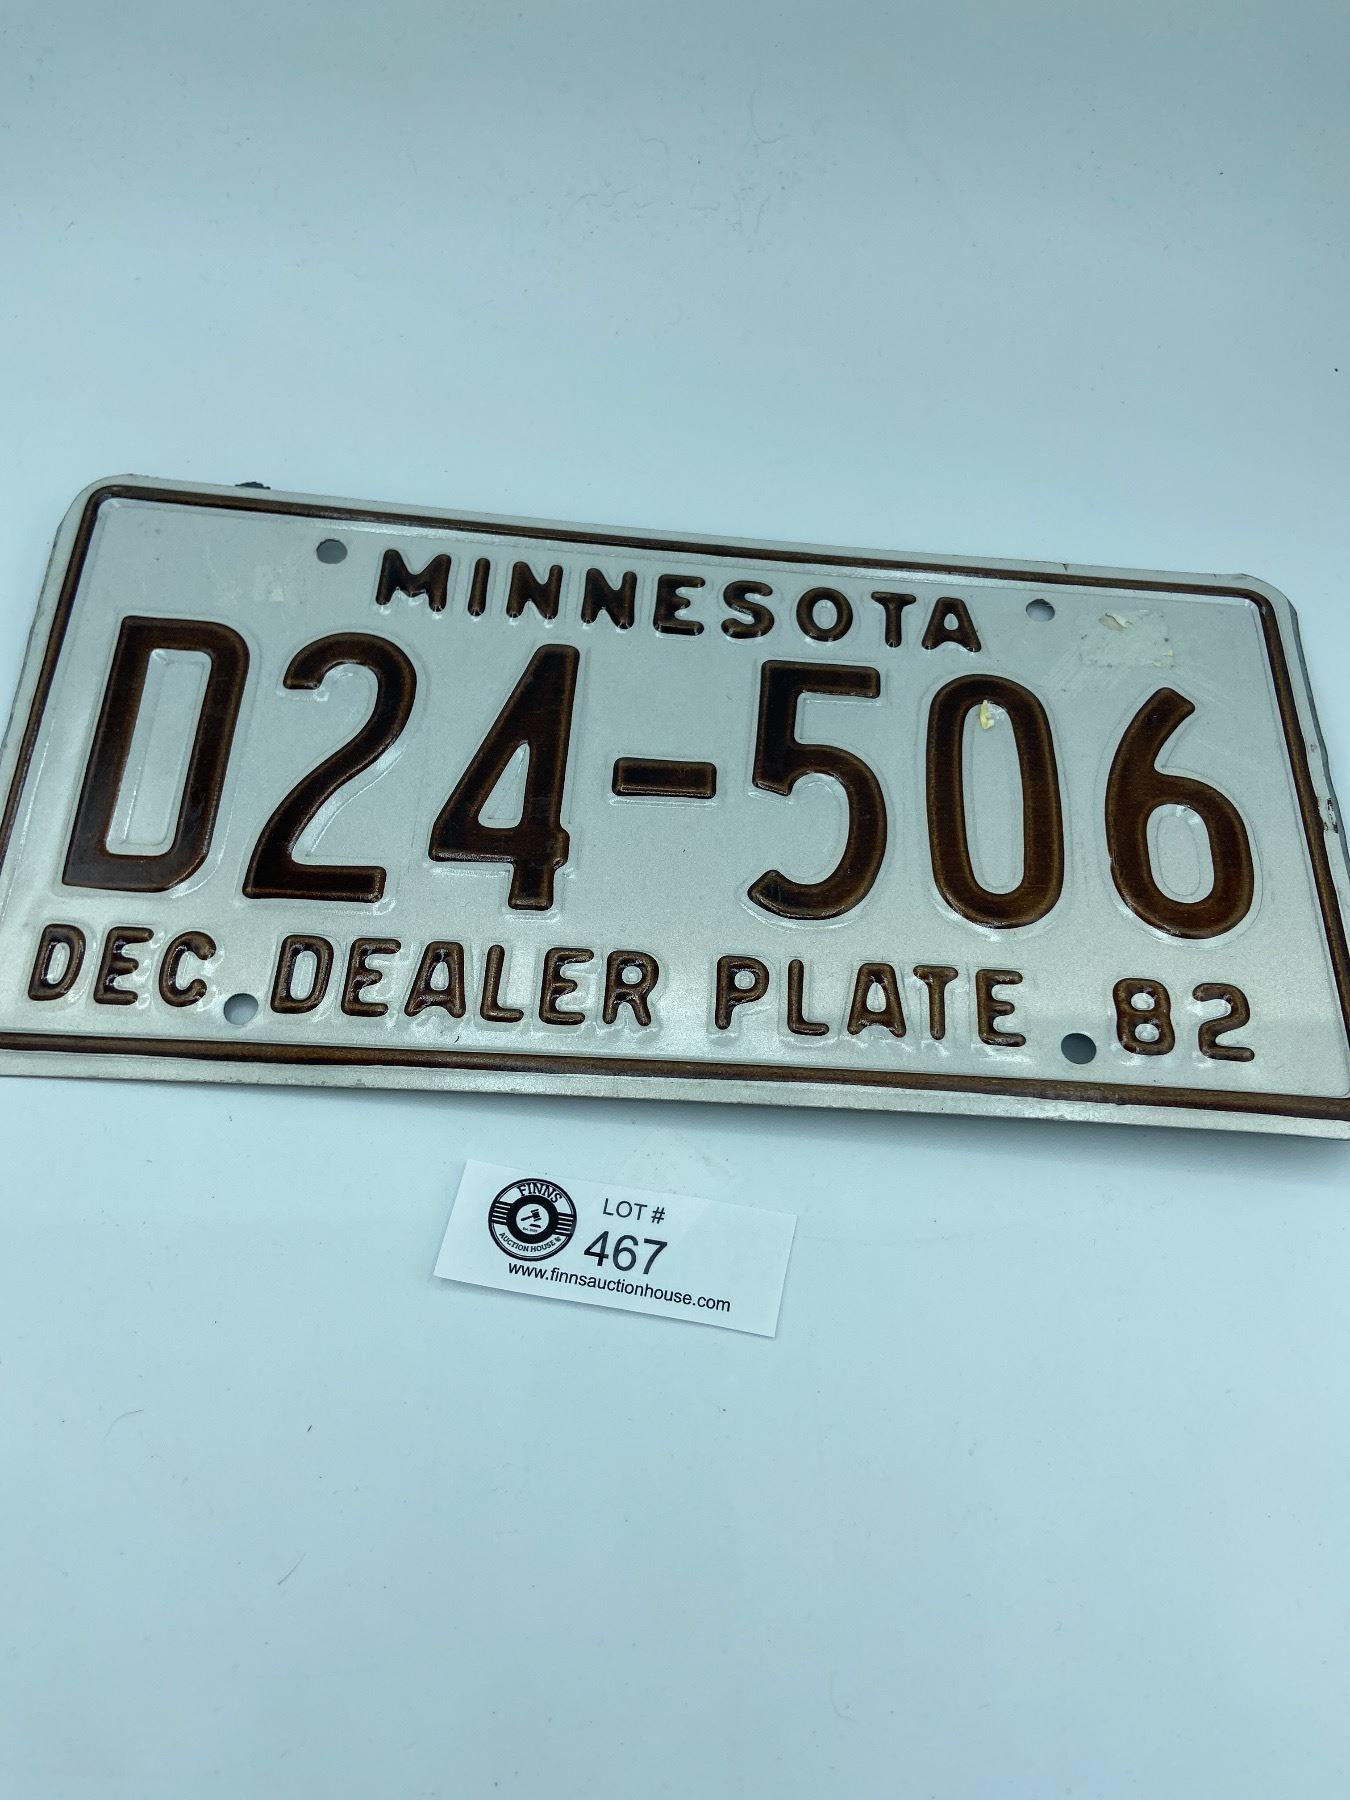 MINNESOTA
D24-506
DEC DEALER PLATE 82
FINNS
AUCTION HOUSE
LOT #
467
www.finnsauctionhouse.com